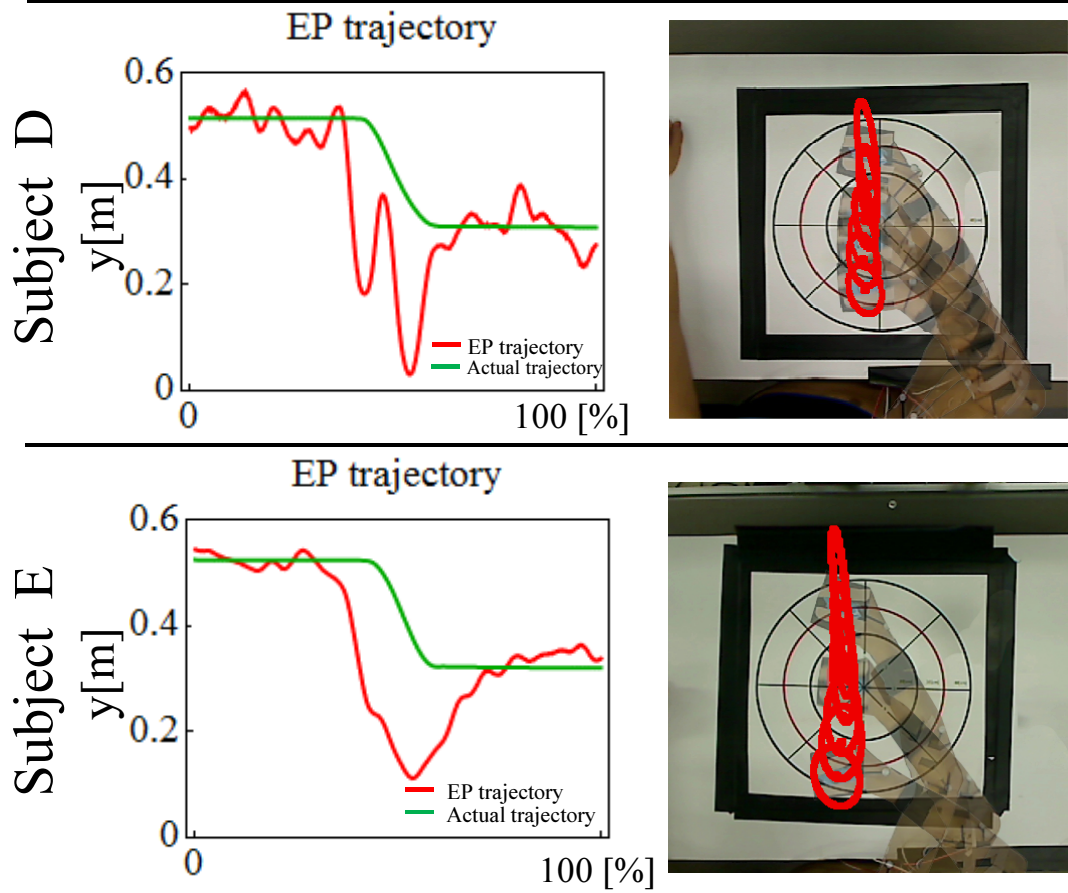 EP trajectory
Subject D
y[m]
0.6
0.4
0.2
0
EP trajectory
Actual trajectory
0
100 [%]
EP trajectory
Subject E
y[m]
0.6
0.4
0.2
0
EP trajectory
Actual trajectory
0
100 [%]